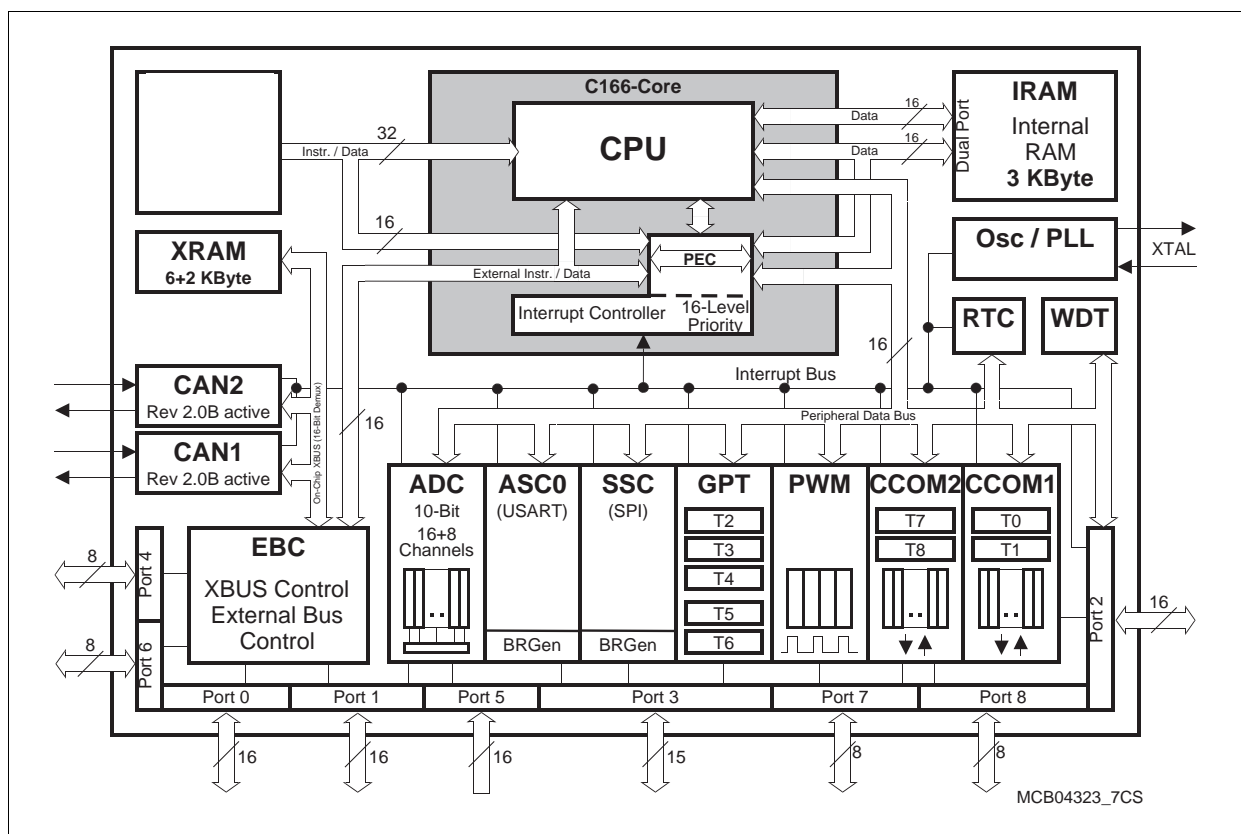 C166-Core
CPU
IRAM
Internal
RAM
3 KByte
Dual Port
16
Data
16
Data
32
Instr. / Data
16
XRAM
6+2 KByte
PEC
External Instr. / Data
Interrupt Controller
16-Level
Priority
Osc / PLL
XTAL
RTC
WDT
16
Interrupt Bus
Peripheral Data Bus
CAN2
Rev 2.0B active
CAN1
Rev 2.0B active
On-Chip XBUS (16-Bit Demux)
16
EBC
XBUS Control
External Bus
Control
ADC
10-Bit
16+8
Channels
ASC0
(USART)
BRGen
SSC
(SPI)
BRGen
GPT
T2
T3
T4
T5
T6
PWM
CCOM2
T7
T8
CCOM1
T0
T1
8
Port 4
8
Port 6
Port 2
16
Port 0
Port 1
Port 5
Port 3
Port 7
Port 8
16
16
16
15
8
8
MCB04323_7CS